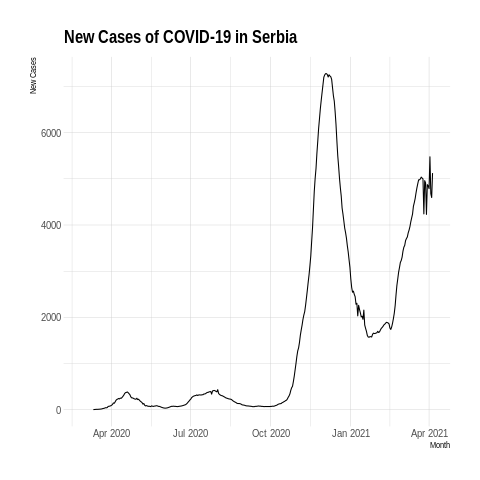 New Cases of COVID-19 in Serbia
New Cases
6000
4000
2000
0
Apr 2020 Jul 2020 Oct 2020 Jan 2021 Apr 2021
Month